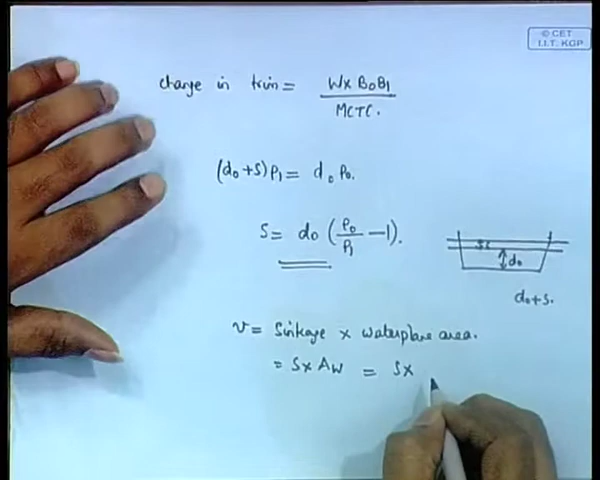 © CET
I.I.T. KGP
change in trim = W x B0B1 / MCTC.
(d0+S)ρ1 = d0 ρ0.
S = d0 (ρ0/ρ1 - 1).
d0
d0+S.
v = Sinkage x waterplane area.
= S x AW = S x